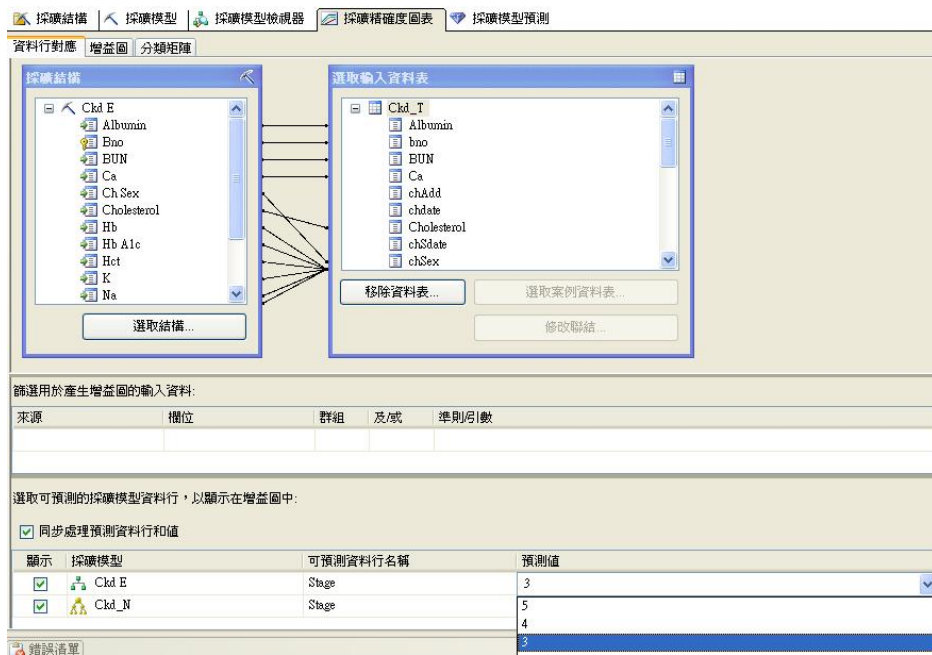 採礦結構 採礦模型 採礦模型檢視器 採礦精確度圖表 採礦模型預測
資料行對應 增益圖 分類矩陣
採礦結構
Ckd E
Albumin
Bno
BUN
Ca
Ch Sex
Cholesterol
Hb
Hb A1c
Hct
K
Na
選取結構...
選取輸入資料表
Ckd_T
Albumin
bno
BUN
Ca
chAdd
chdate
Cholesterol
chSdate
chSex
移除資料表...
選取案例資料表...
修改聯結...
篩選用於產生增益圖的輸入資料:
來源 欄位 群組 及/或 準則/引數
選取可預測的採礦模型資料行，以顯示在增益圖中:
同步處理預測資料行和值
顯示 採礦模型 可預測資料行名稱 預測值
Ckd E Stage 3
Ckd_N Stage
5
4
3
錯誤清單